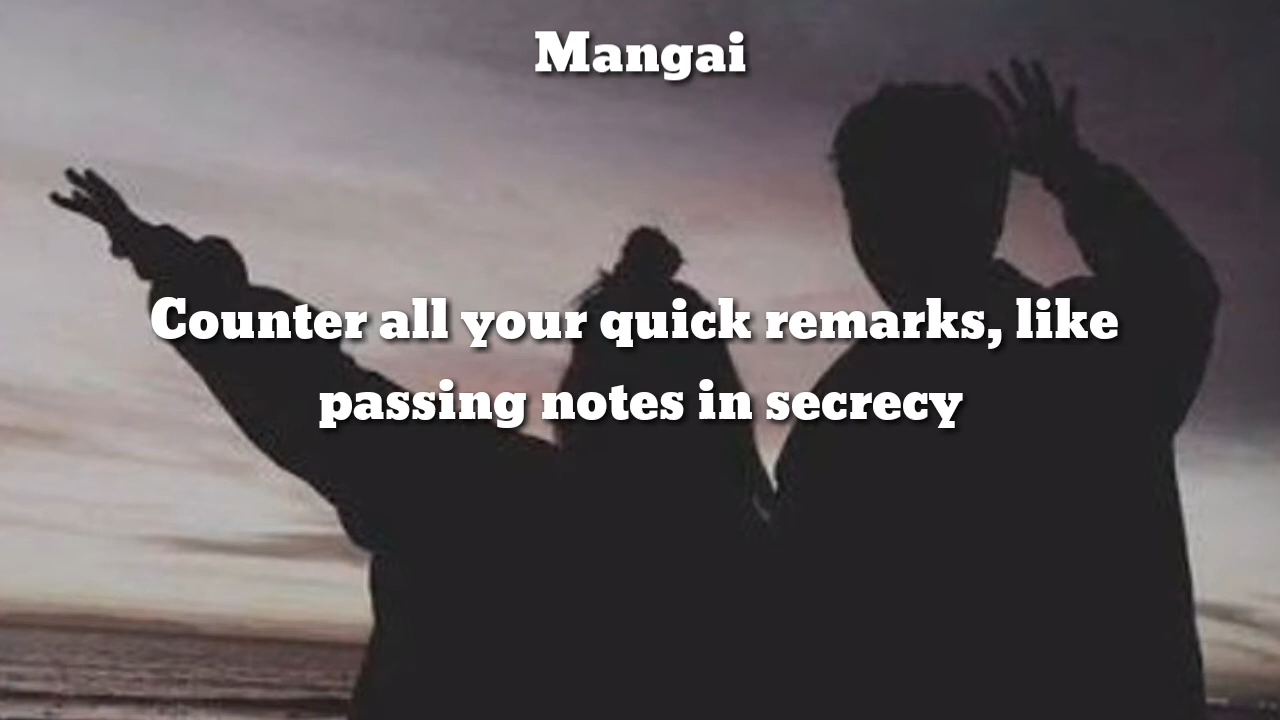 Mangai
Counter all your quick remarks, like
passing notes in secrecy